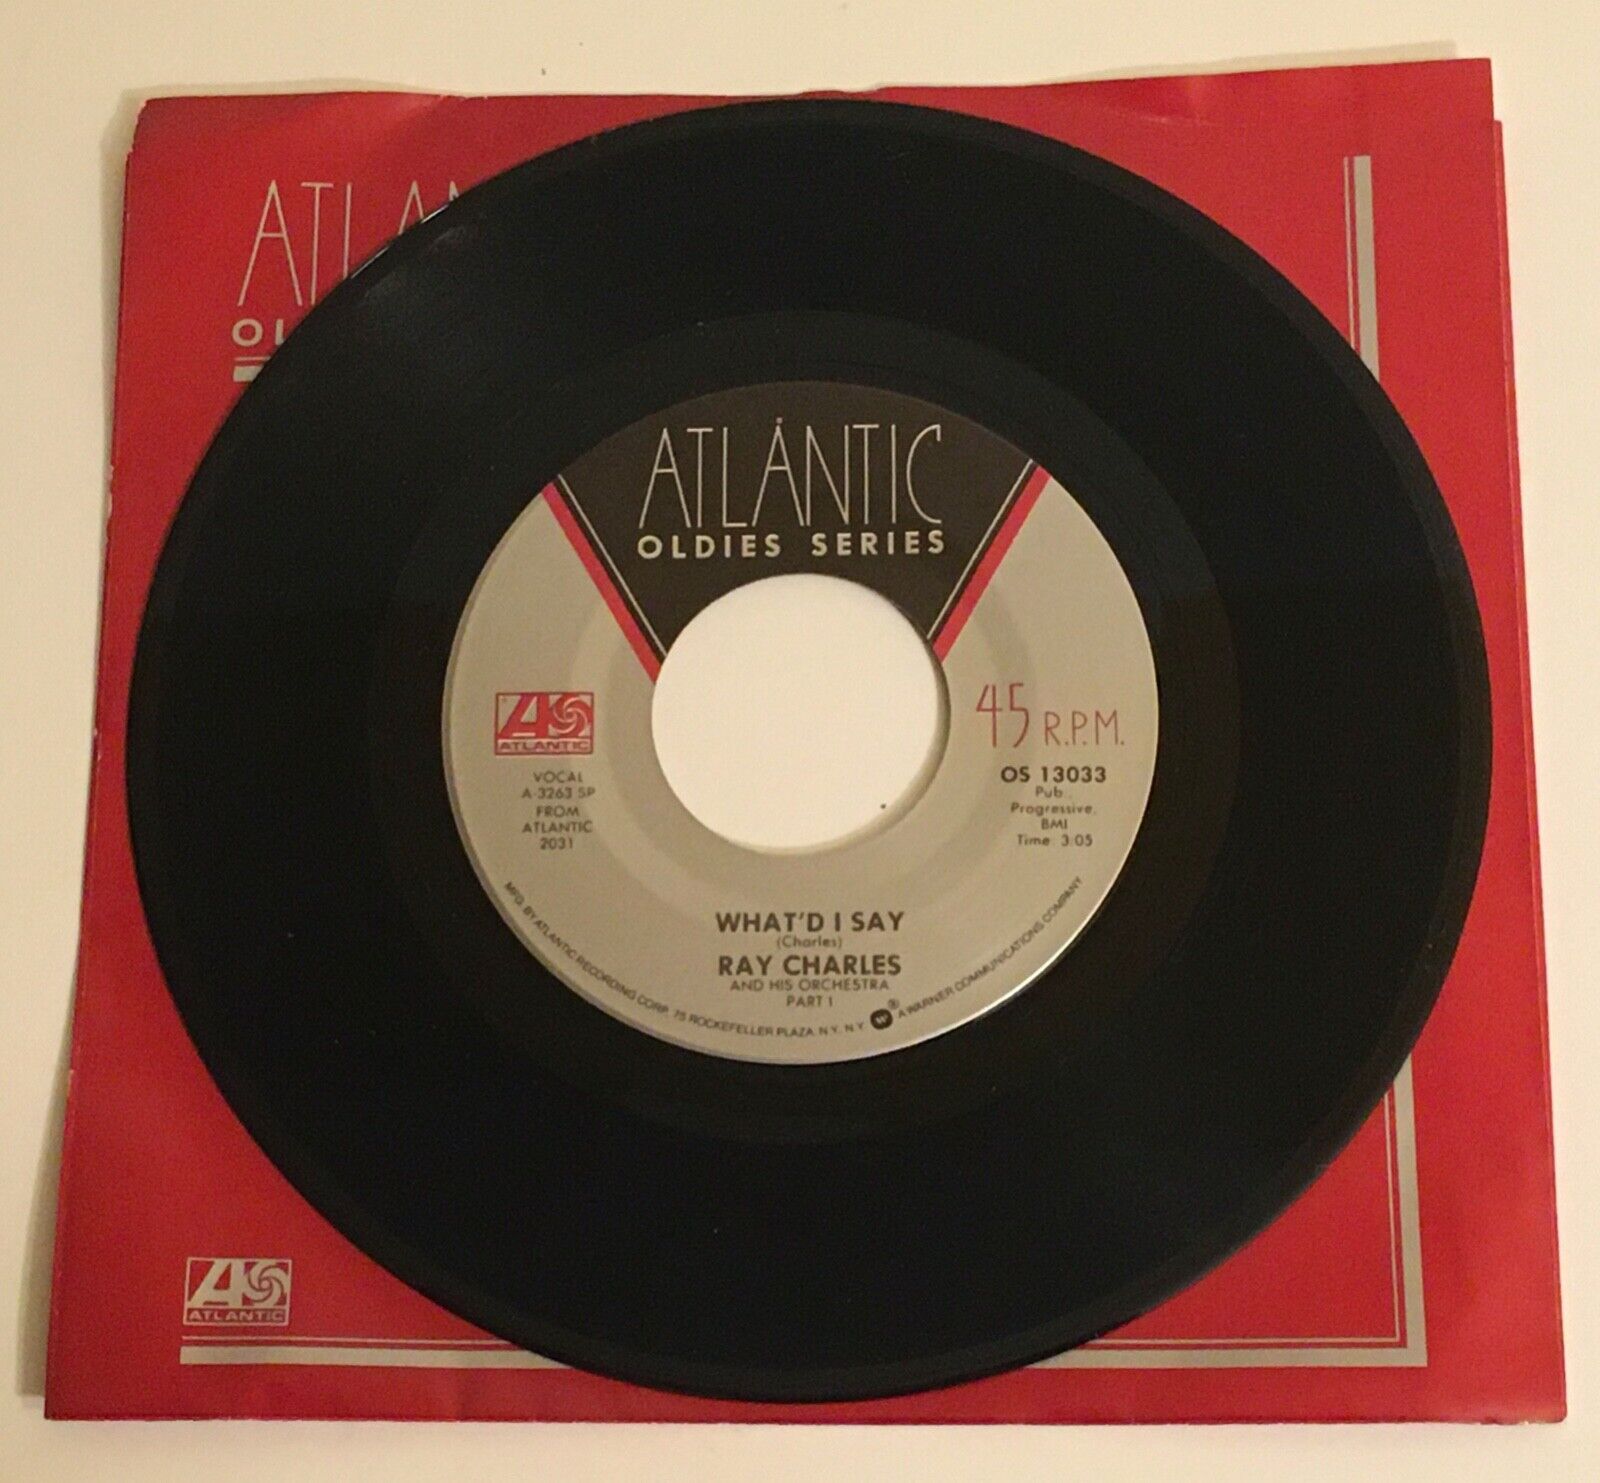 ATLAN
OL
ATLANTIC
OLDIES SERIES
ATLANTIC
VOCAL
A-3263 SP
FROM
ATLANTIC
2031
45 R.P.M.
OS 13033
Pub.,
Progressive,
BMI
Time: 3:05
WHAT'D I SAY
(Charles)
RAY CHARLES
AND HIS ORCHESTRA
PART 1
MFG. BY ATLANTIC RECORDING CORP. 75 ROCKEFELLER PLAZA, N.Y., N.Y. ® A WARNER COMMUNICATIONS COMPANY
ATLANTIC